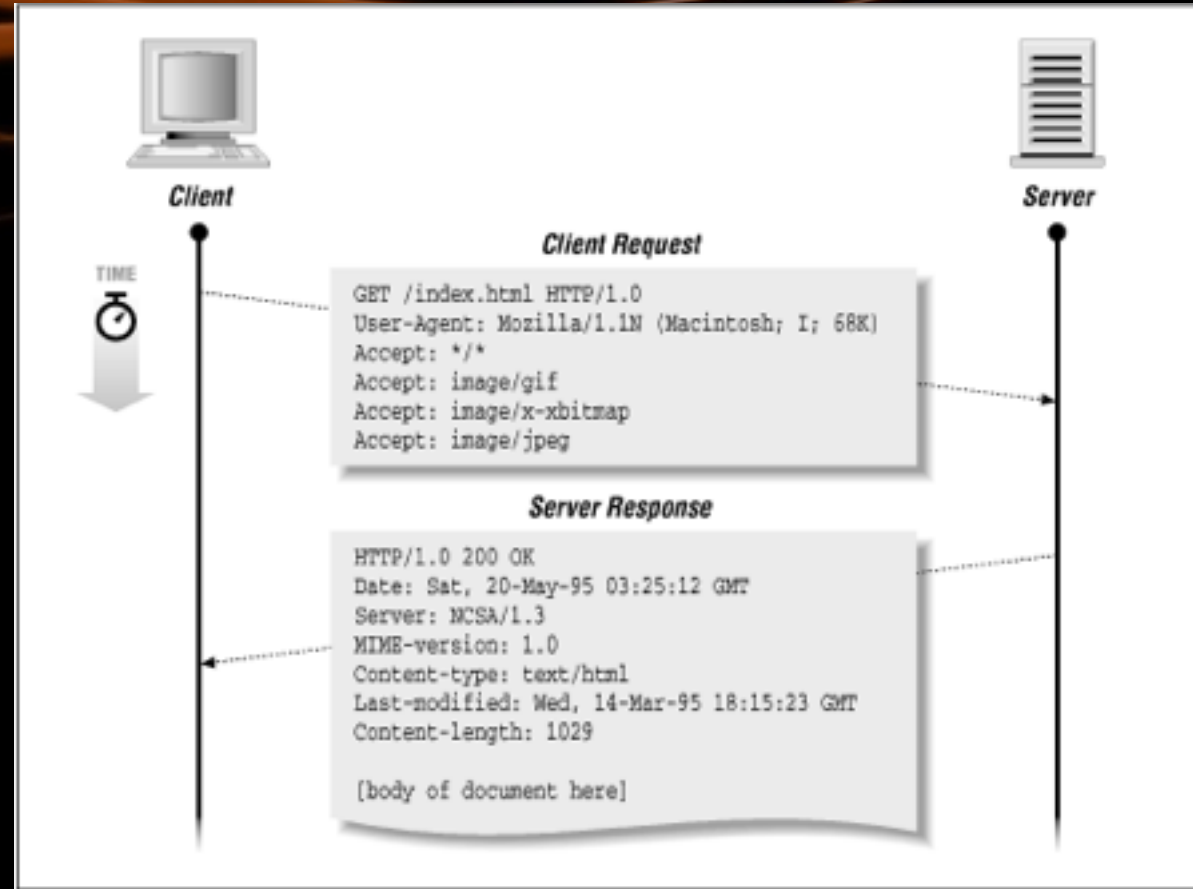 Client
Server
TIME
Client Request
GET /index.html HTTP/1.0
User-Agent: Mozilla/1.1N (Macintosh; I; 68K)
Accept: */*
Accept: image/gif
Accept: image/x-xbitmap
Accept: image/jpeg
Server Response
HTTP/1.0 200 OK
Date: Sat, 20-May-95 03:25:12 GMT
Server: NCSA/1.3
MIME-version: 1.0
Content-type: text/html
Last-modified: Wed, 14-Mar-95 18:15:23 GMT
Content-length: 1029
[body of document here]